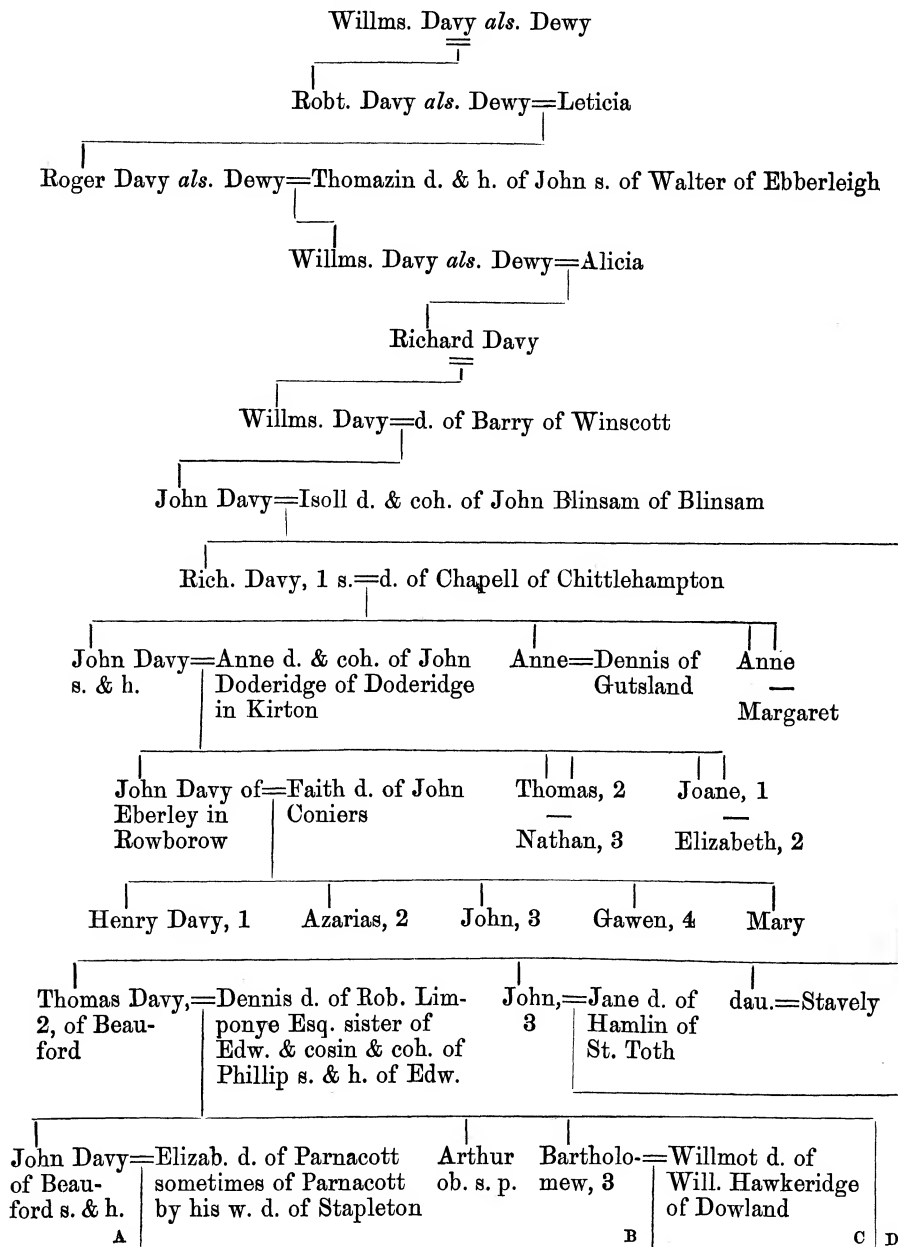 Willms. Davy als. Dewy
Robt. Davy als. Dewy=Leticia
Roger Davy als. Dewy=Thomazin d. & h. of John s. of Walter of Ebberleigh
Willms. Davy als. Dewy=Alicia
Richard Davy
Willms. Davy=d. of Barry of Winscott
John Davy=Isoll d. & coh. of John Blinsam of Blinsam
Rich. Davy, 1 s.=d. of Chapell of Chittlehampton
John Davy=Anne d. & coh. of John
s. & h.
Doderidge of Doderidge
in Kirton
Anne=Dennis of
Gutsland
Anne
—
Margaret
John Davy of=Faith d. of John
Eberley in
Coniers
Rowborow
Thomas, 2
—
Nathan, 3
Joane, 1
—
Elizabeth, 2
Henry Davy, 1
Azarias, 2
John, 3
Gawen, 4
Mary
Thomas Davy,=Dennis d. of Rob. Lim-
2, of Beau-
ponye Esq. sister of
ford
Edw. & cosin & coh. of
Phillip s. & h. of Edw.
John,=Jane d. of
3
Hamlin of
St. Toth
dau.=Stavely
John Davy=Elizab. d. of Parnacott
of Beau-
sometimes of Parnacott
ford s. & h.
by his w. d. of Stapleton
Arthur
ob. s. p.
Bartholo-=Willmot d. of
mew, 3
Will. Hawkeridge
of Dowland
A
B
C
D